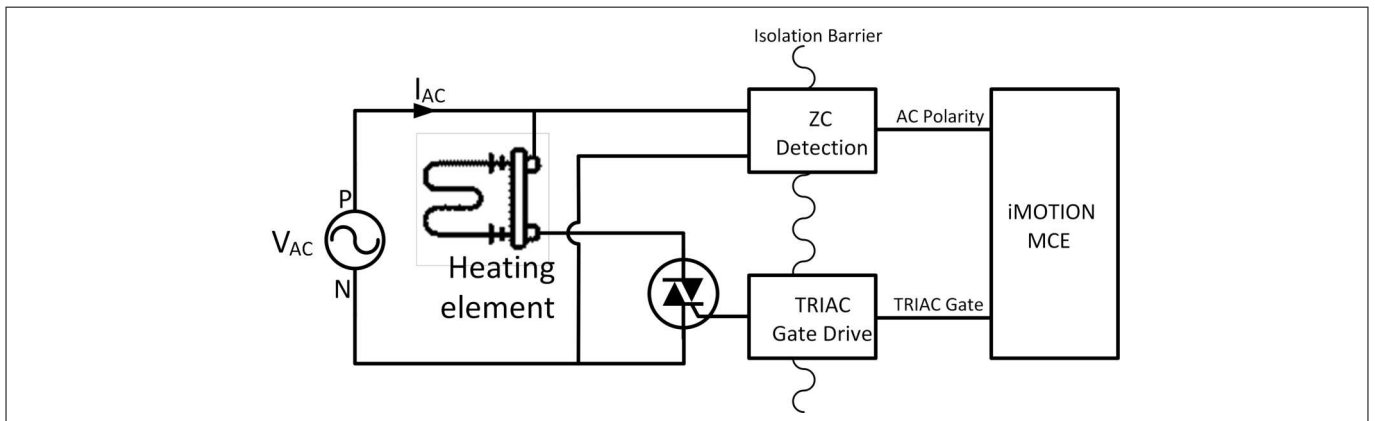 Isolation Barrier
IAC
ZC
Detection
AC Polarity
P
VAC
N
Heating
element
iMOTION
MCE
TRIAC
Gate Drive
TRIAC Gate